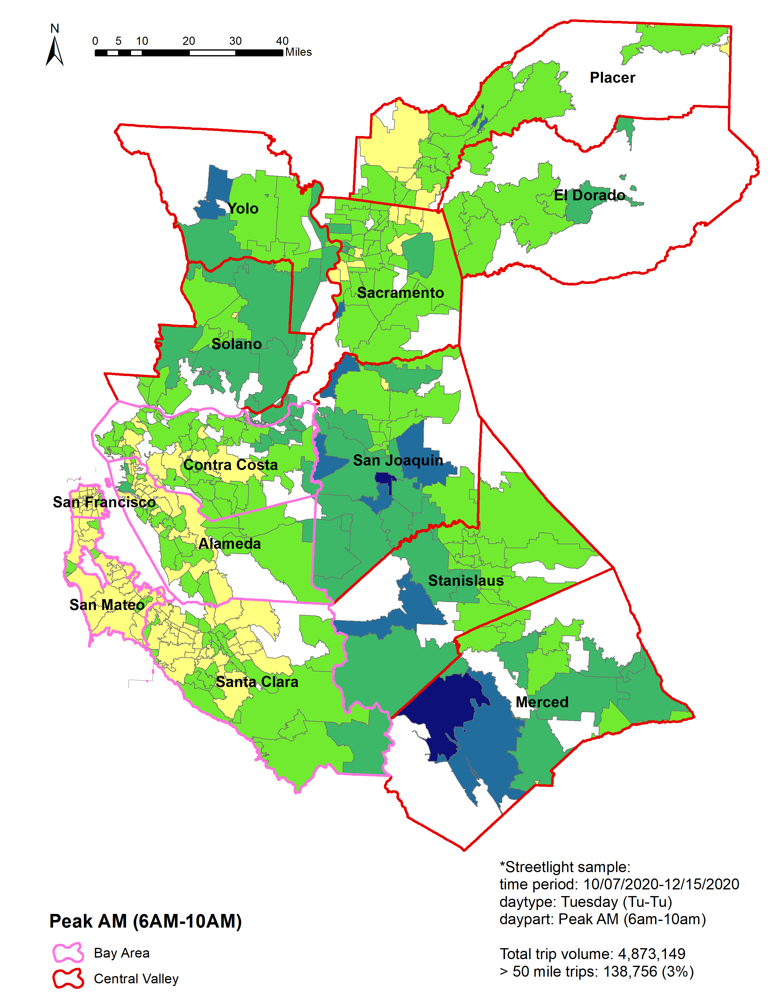 N
0 5 10 20 30 40
Miles
Placer
El Dorado
Yolo
Sacramento
Solano
San Joaquin
Contra Costa
San Francisco
Alameda
Stanislaus
San Mateo
Santa Clara
Merced
*Streetlight sample:
time period: 10/07/2020-12/15/2020
daytype: Tuesday (Tu-Tu)
daypart: Peak AM (6am-10am)
Total trip volume: 4,873,149
> 50 mile trips: 138,756 (3%)
Peak AM (6AM-10AM)
Bay Area
Central Valley